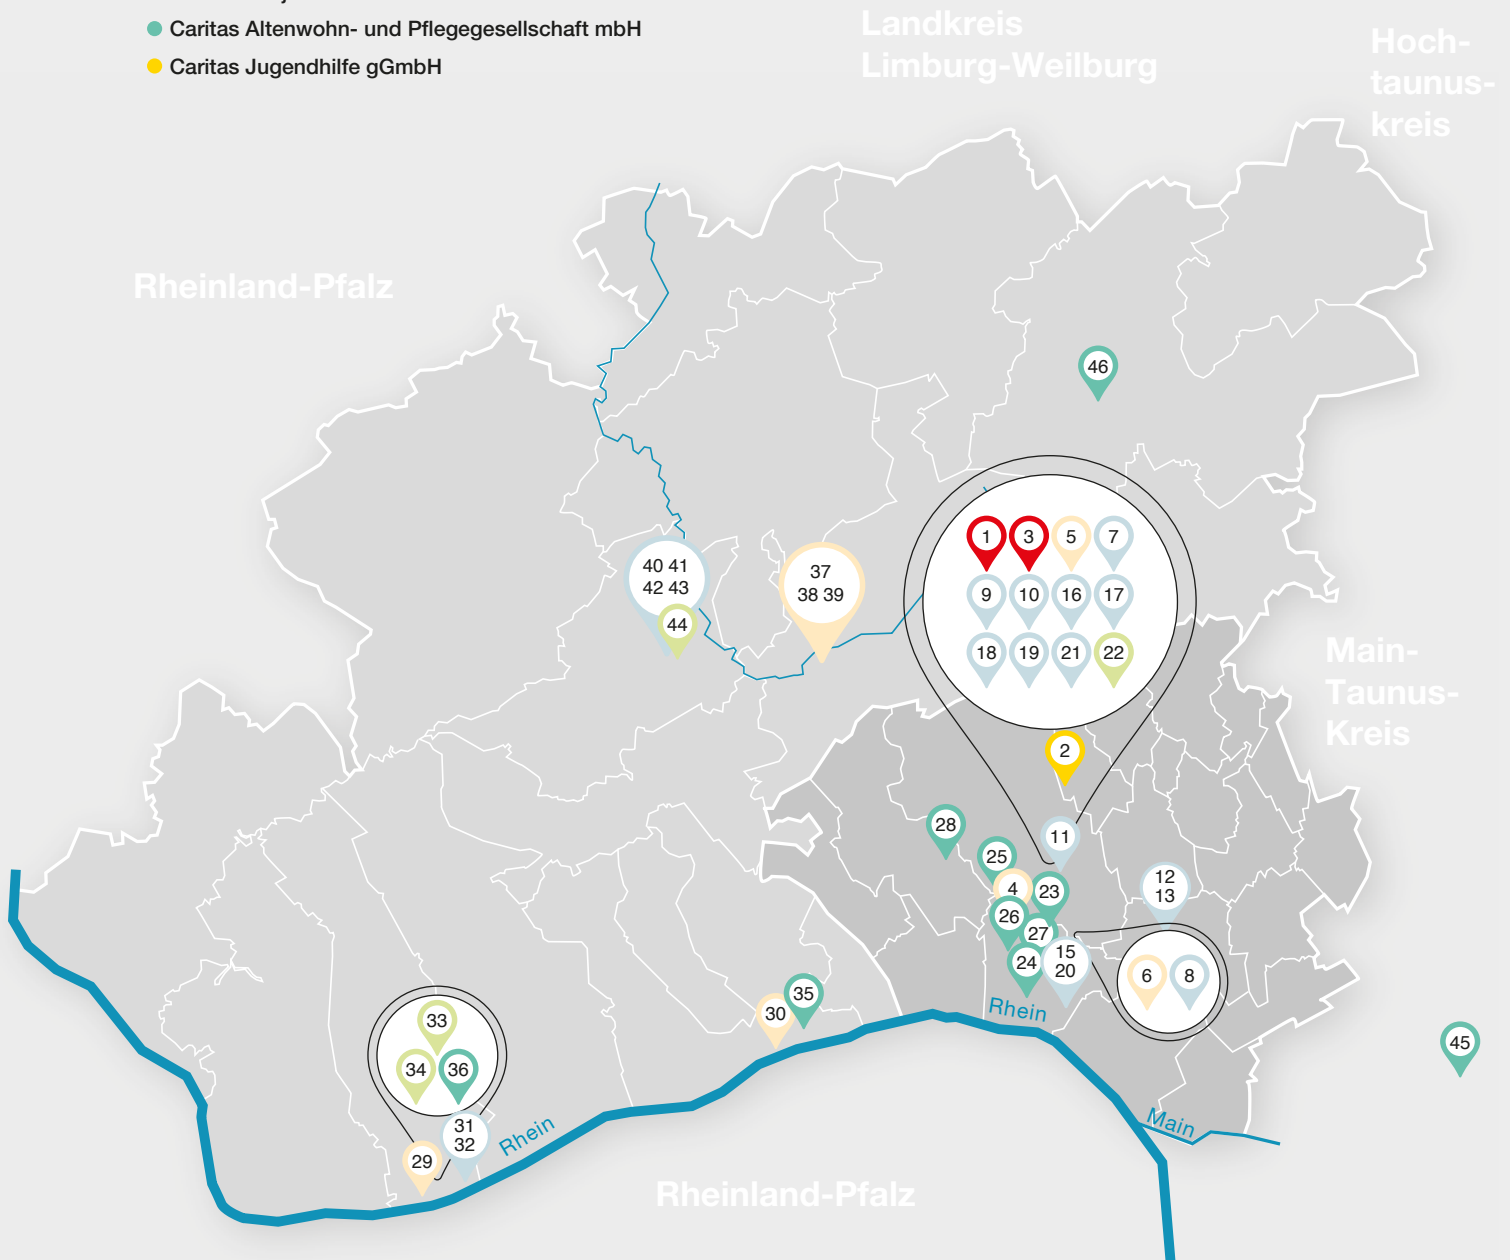 Caritas Altenwohn- und Pflegegesellschaft mbH
Caritas Jugendhilfe gGmbH
Landkreis
Limburg-Weilburg
Hoch-
taunus-
kreis
Rheinland-Pfalz
46
1 3 5 7
9 10 16 17
18 19 21 22
40 41
42 43
44
37
38 39
Main-
Taunus-
Kreis
2
28
11
25
4
23
12
13
26
27
24
15
20
6 8
35
30
Rhein
33
34 36
45
31
32
29
Rhein
Main
Rheinland-Pfalz